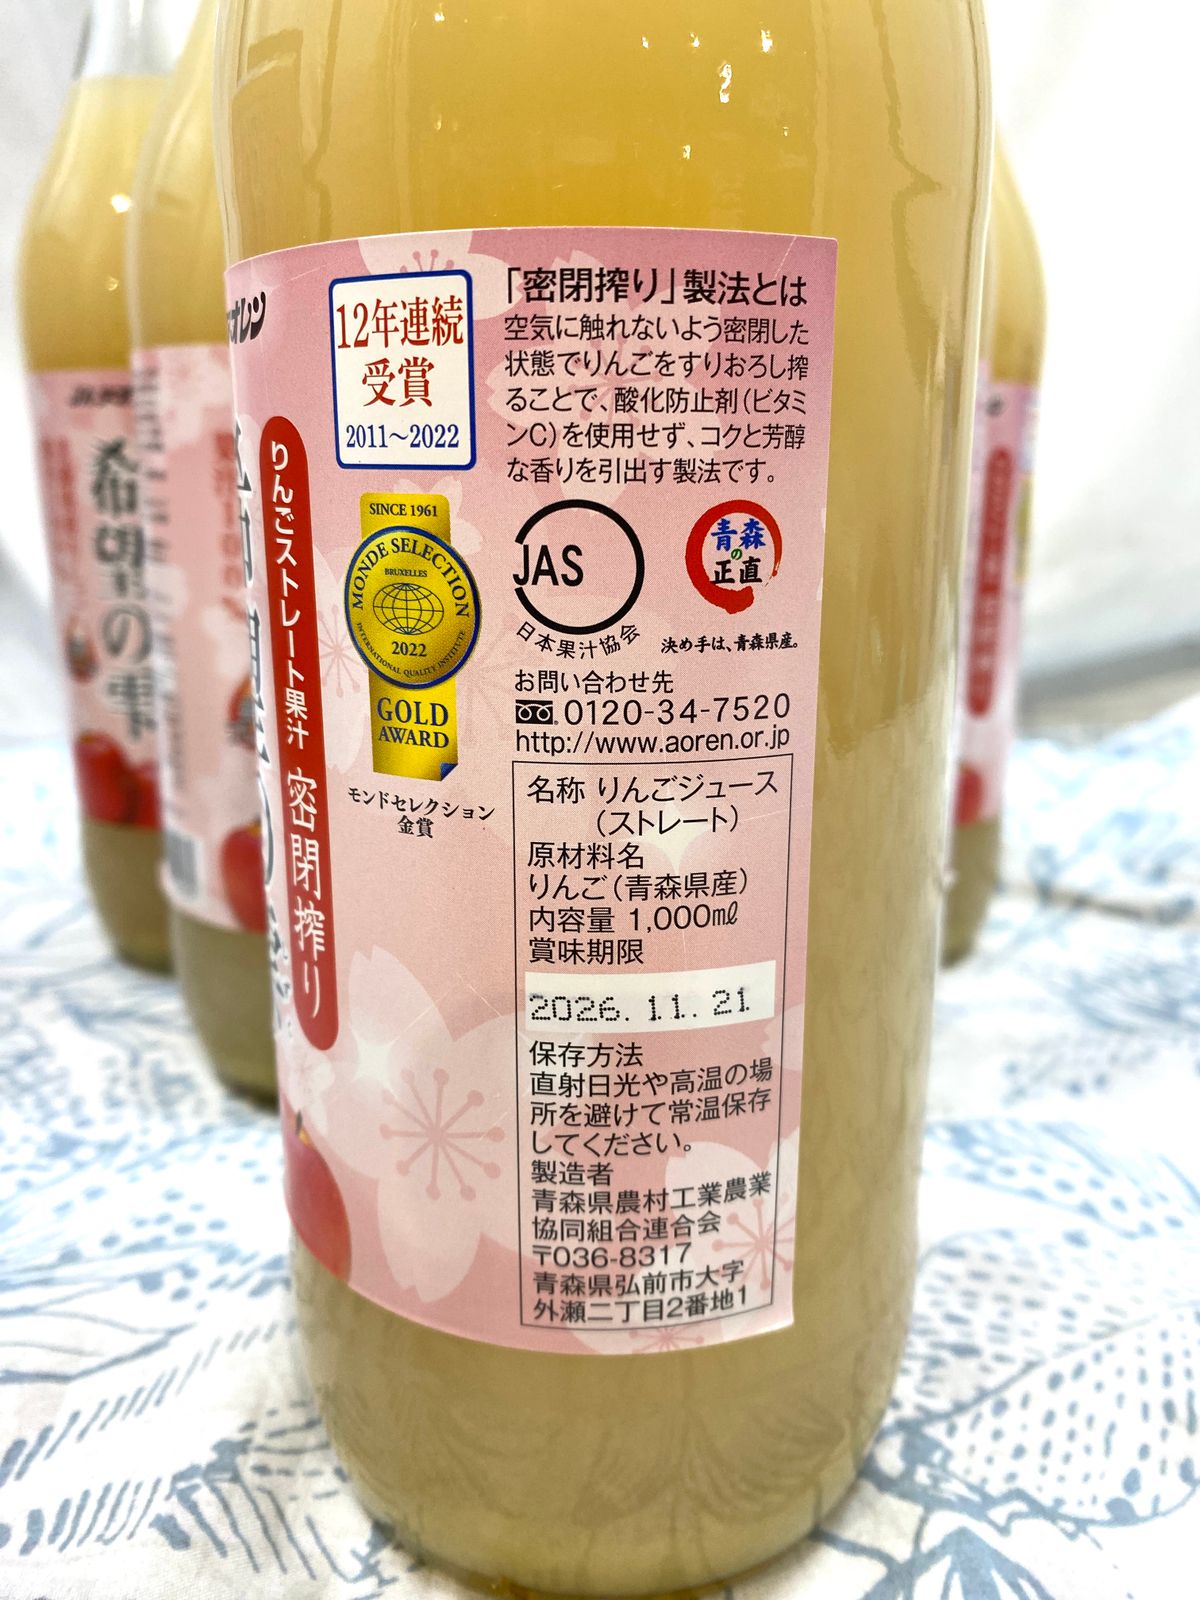 希望の雫
オレン
りんごストレート果汁 密閉搾り
12年連続
受賞
2011～2022
SINCE 1961
MONDE SELECTION
BRUXELLES
INTERNATIONAL QUALITY INSTITUTE
2022
GOLD
AWARD
モンドセレクション
金賞
「密閉搾り」製法とは
空気に触れないよう密閉した
状態でりんごをすりおろし搾
ることで、酸化防止剤(ビタミ
ンC)を使用せず、コクと芳醇
な香りを引出す製法です。
JAS
日本果汁協会
青森
の
正直
決め手は、青森県産。
お問い合わせ先
0120-34-7520
http://www.aoren.or.jp
名称 りんごジュース
(ストレート)
原材料名
りんご(青森県産)
内容量 1,000㎖
賞味期限
2026.11.21
保存方法
直射日光や高温の場
所を避けて常温保存
してください。
製造者
青森県農村工業農業
協同組合連合会
〒036-8317
青森県弘前市大字
外瀬二丁目2番地1